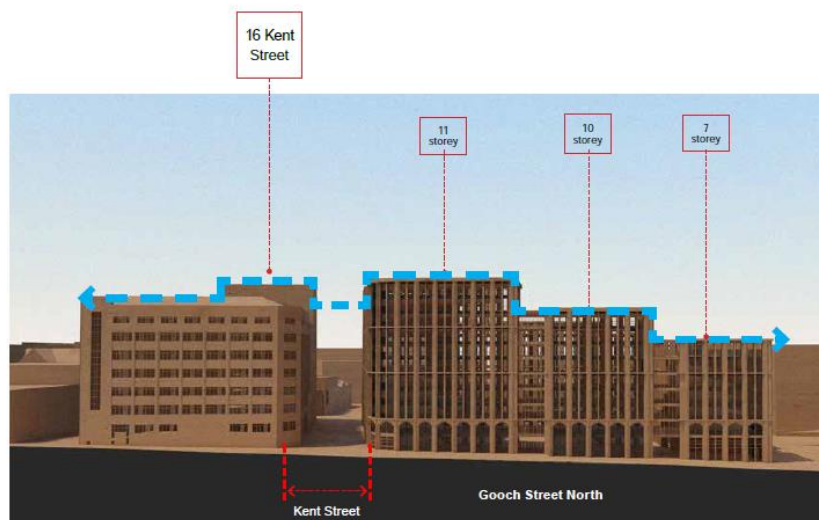 16 Kent
Street
11
storey
10
storey
7
storey
Kent Street
Gooch Street North